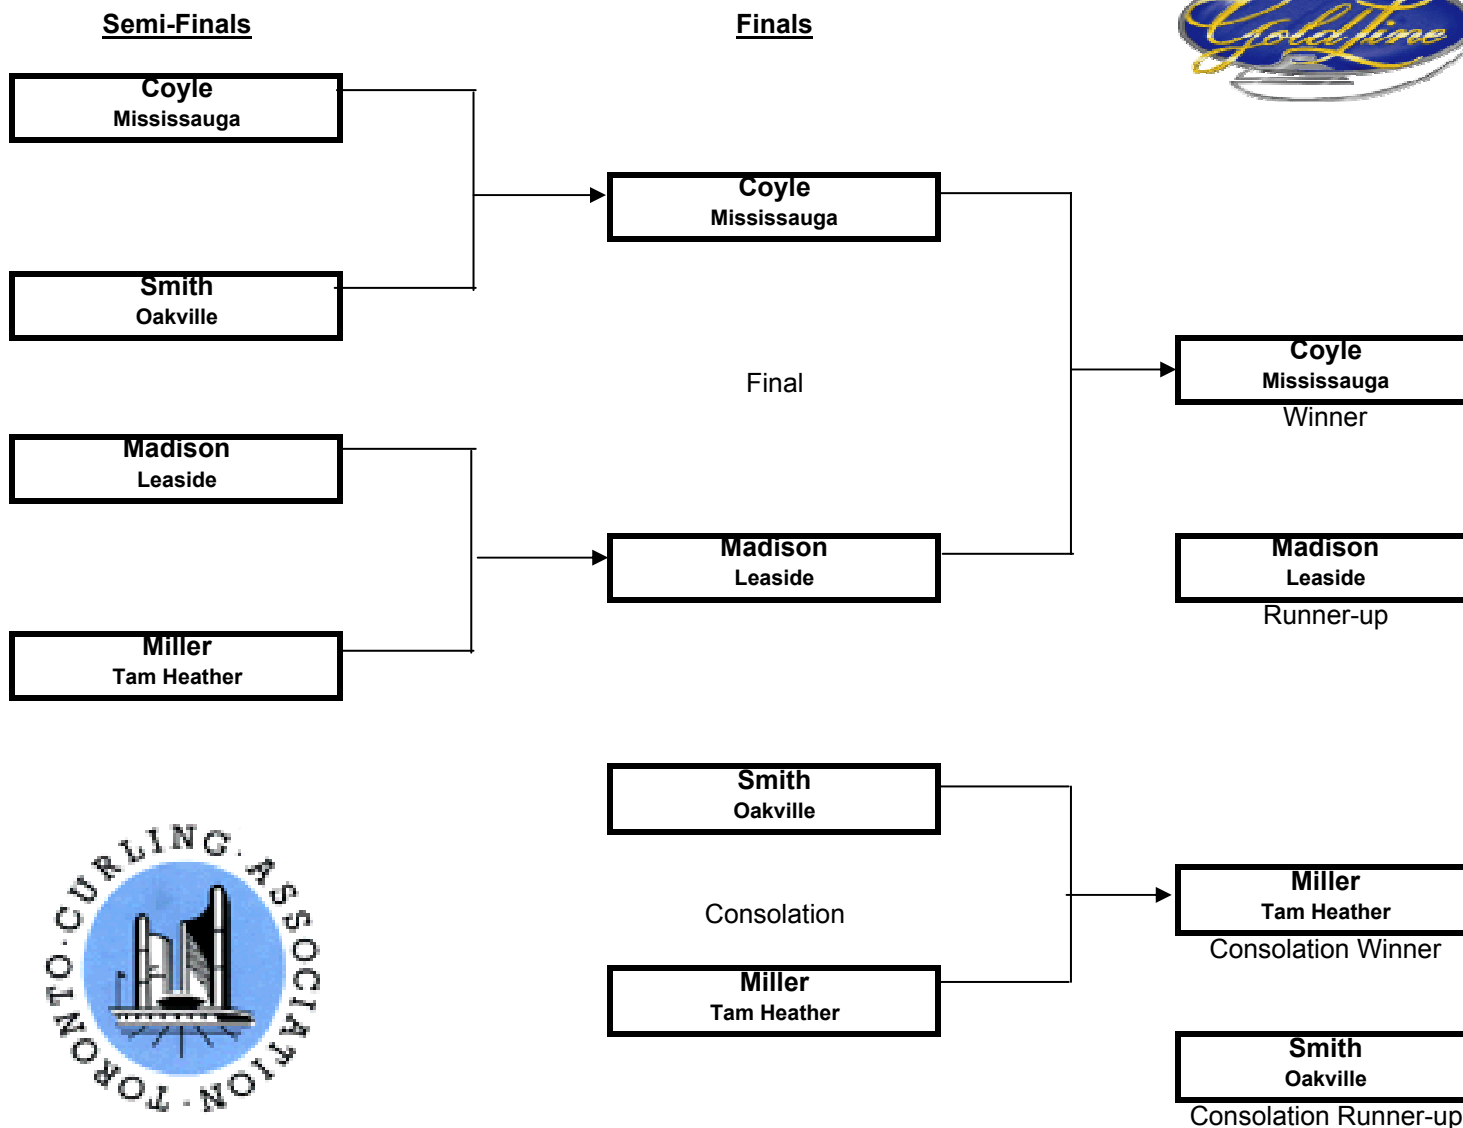 Semi-Finals
Finals
GoldLine
Coyle
Mississauga
Coyle
Mississauga
Smith
Oakville
Coyle
Mississauga
Winner
Final
Madison
Leaside
Madison
Leaside
Madison
Leaside
Runner-up
Miller
Tam Heather
Smith
Oakville
Consolation
Miller
Tam Heather
Consolation Winner
Miller
Tam Heather
Smith
Oakville
Consolation Runner-up
TORONTO·CURLING·ASSOCIATION·